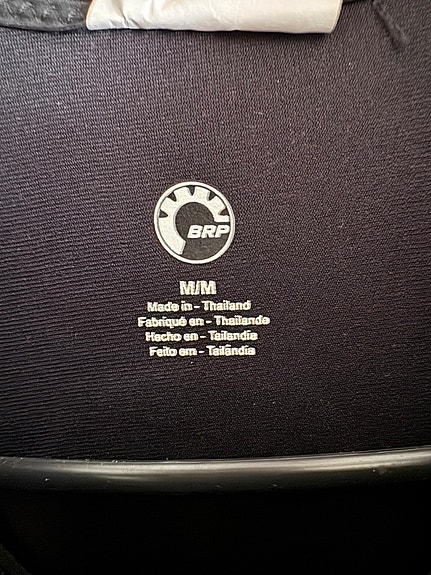 BRP
M/M
Made in - Thailand
Fabriqué en - Thaïlande
Hecho en - Tailandia
Feito em - Tailândia